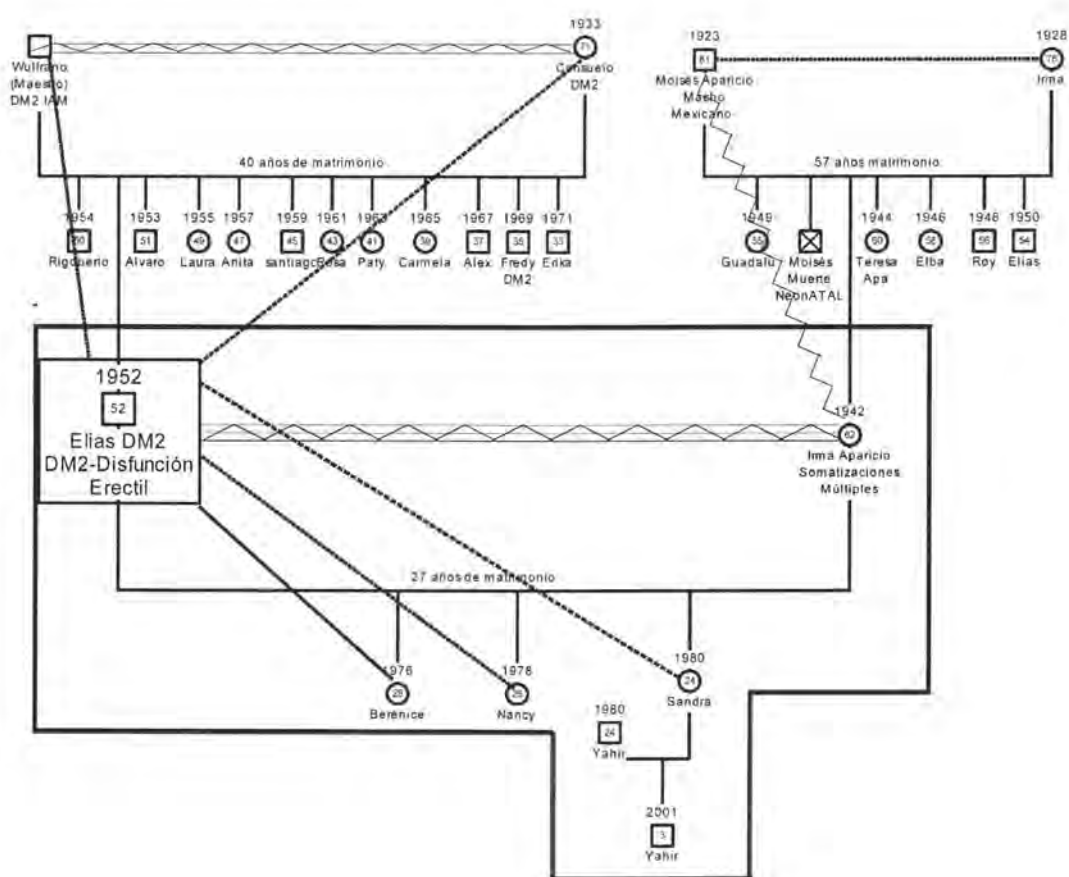 1933
1923
1928
71
81
76
Wulfrano
(Maestro)
DM2 IAM
Consuelo
DM2
Moisés Aparicio
Macho
Mexicano
Irma
40 años de matrimonio
57 años matrimonio
1954 1953 1955 1957 1959 1961 1963 1965 1967 1969 1971
50 51 49 47 45 43 41 39 37 35 33
Rigoberio Alvaro Laura Anita santiago Rosa Paty Carmela Alex Fredy Erika
DM2
1949 1944 1946 1948 1950
55 60 58 56 54
Guadalu Moisés Teresa Elba Roy Elias
Muerte Apa
NeonATAL
1952
52
Elias DM2
DM2-Disfunción
Erectil
1942
62
Irma Aparicio
Somatizaciones
Múltiples
27 años de matrimonio
1976 1978 1980
28 26 24
Berenice Nancy Sandra
1980
24
Yahir
2001
3
Yahir